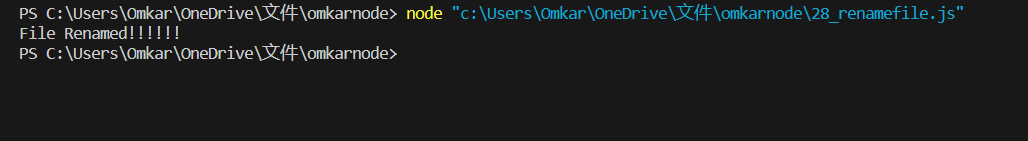 PS C:\Users\Omkar\OneDrive\文件\omkarnode> node "c:\Users\Omkar\OneDrive\文件\omkarnode\28_renamefile.js"
File Renamed!!!!!!
PS C:\Users\Omkar\OneDrive\文件\omkarnode>